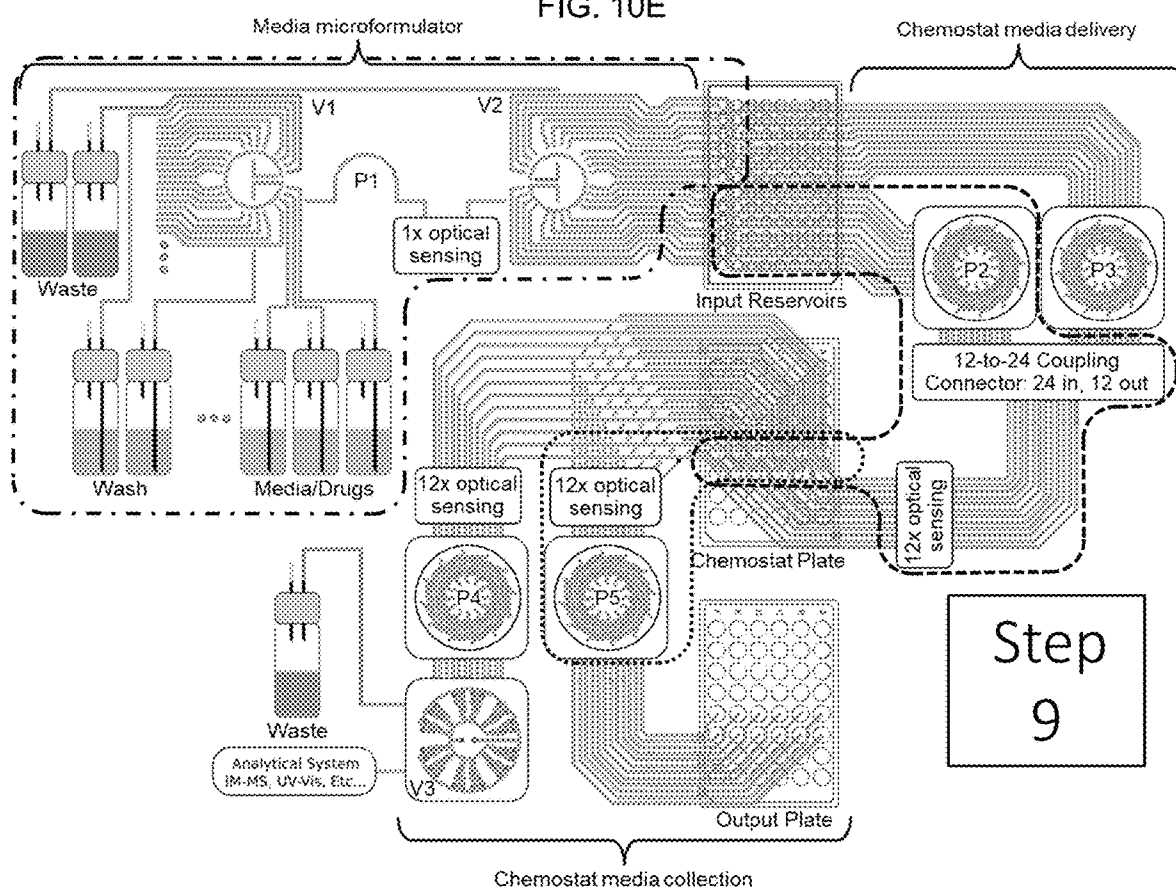 FIG. 10E
Media microformulator
Chemostat media delivery
V1
V2
P1
1x optical
sensing
Waste
Input Reservoirs
P2
P3
12-to-24 Coupling
Connector: 24 in, 12 out
Wash
Media/Drugs
12x optical
sensing
12x optical
sensing
12x optical
sensing
Chemostat Plate
P4
P5
Step
9
Waste
Analytical System
IM-MS, UV-Vis, Etc...
V3
Output Plate
Chemostat media collection